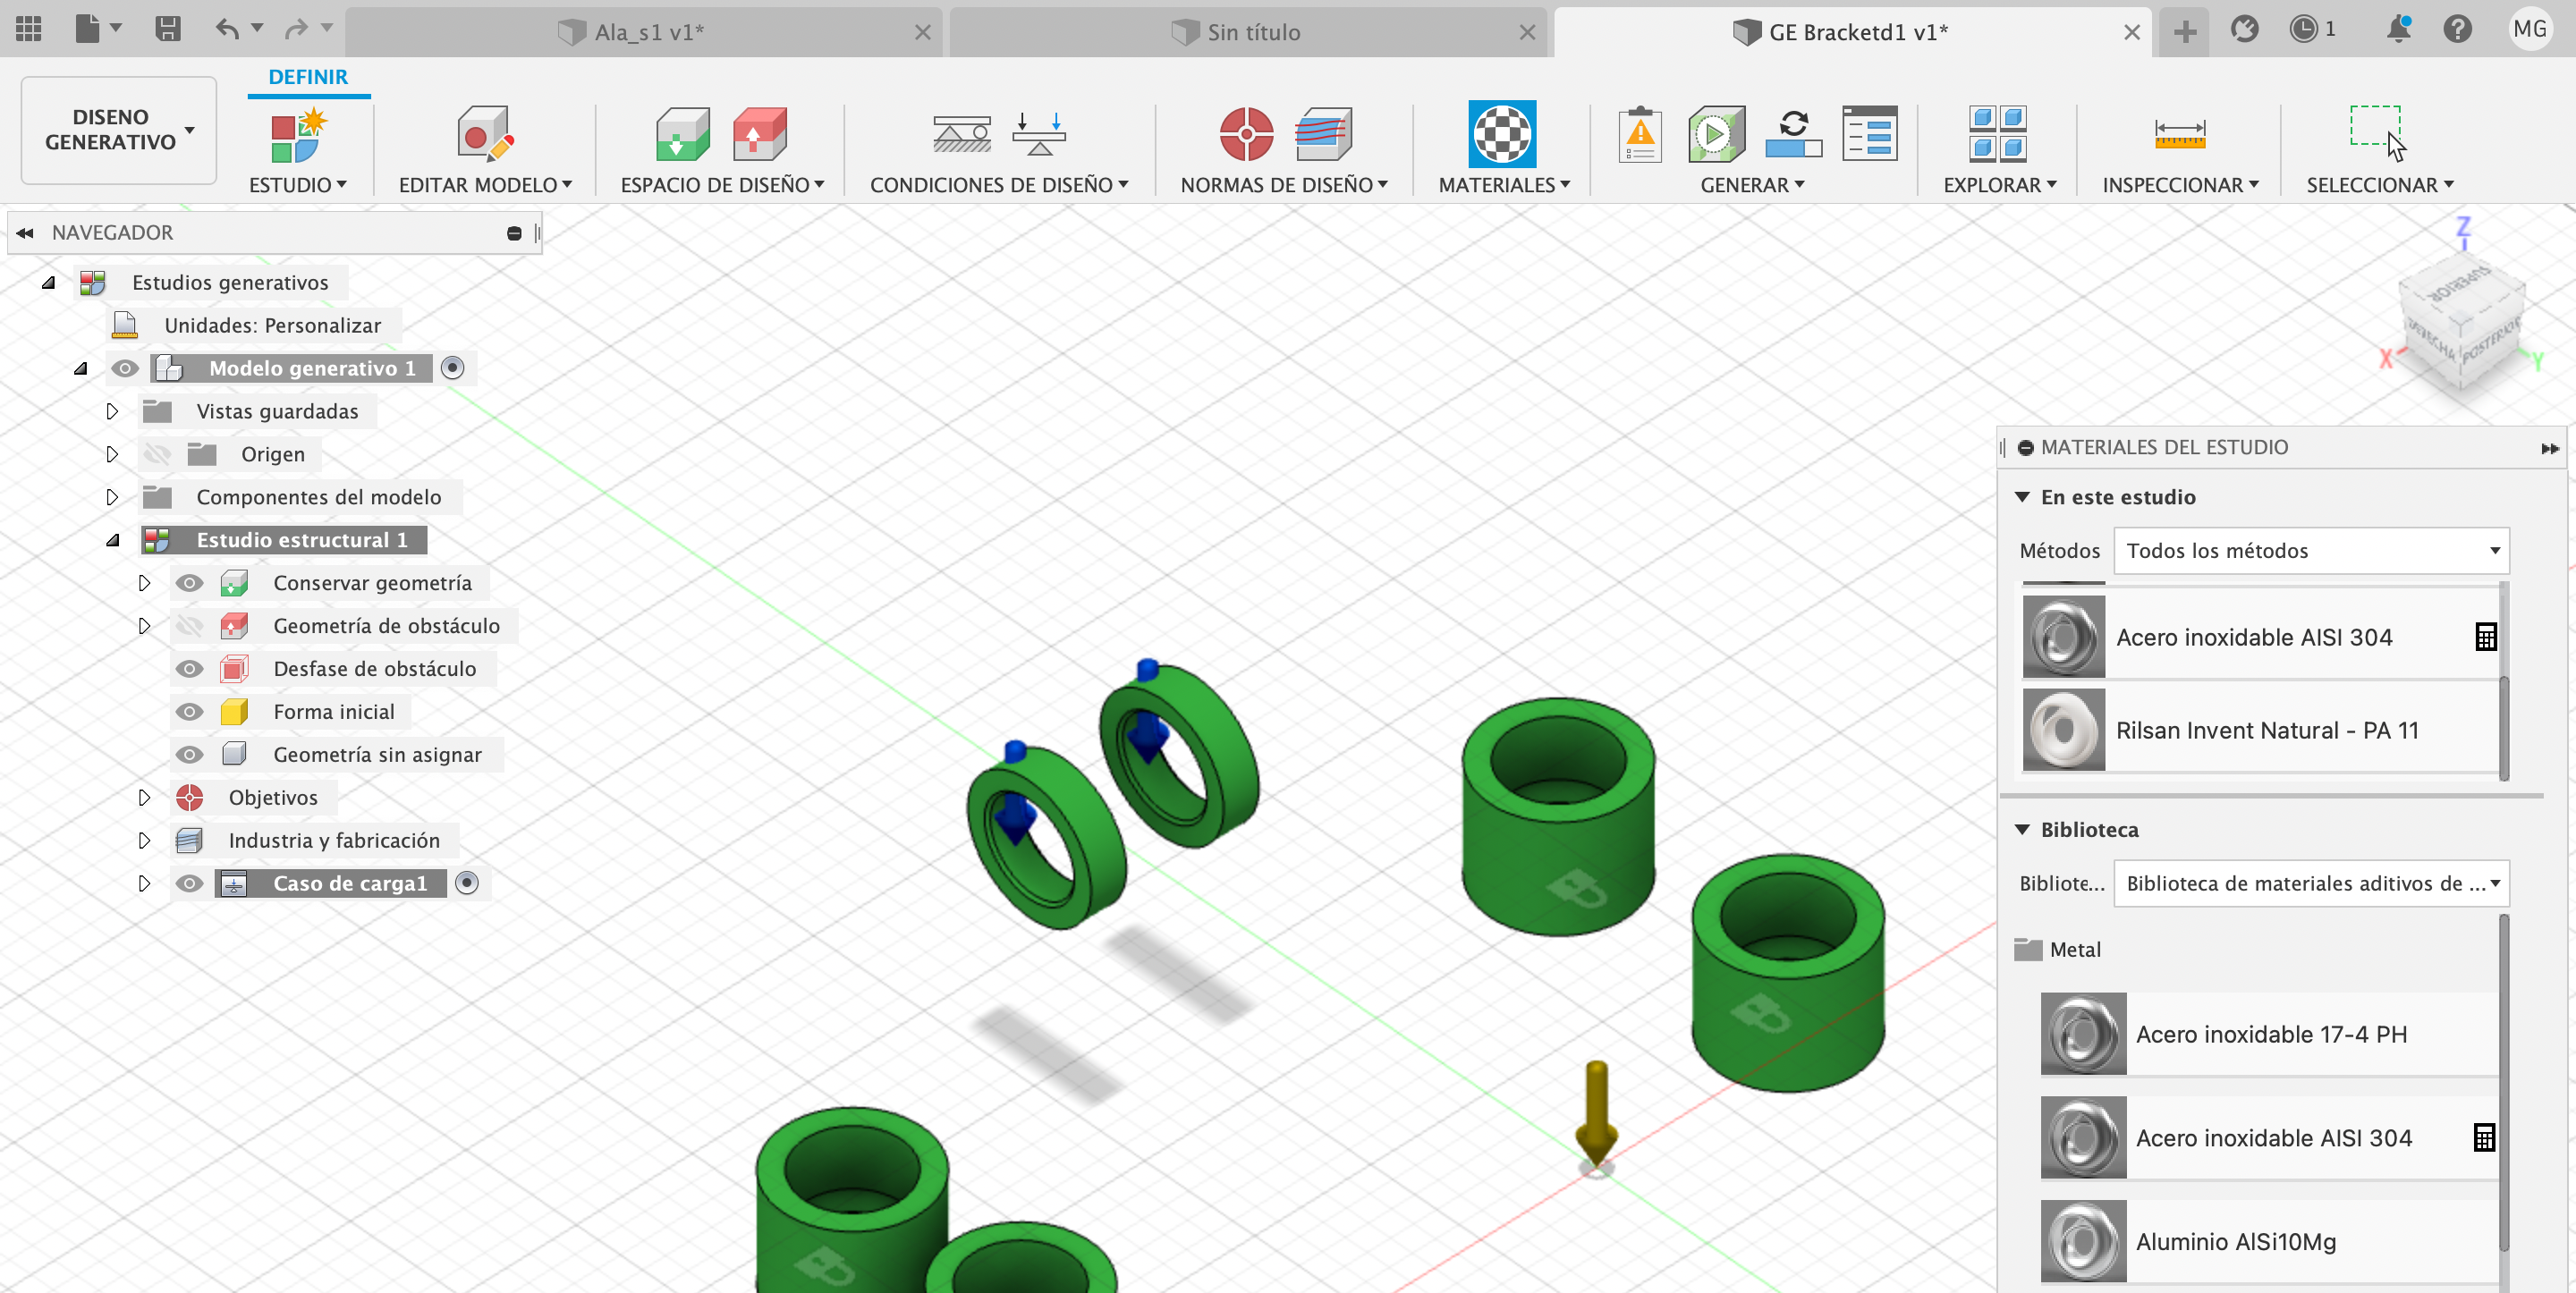 Ala_s1 v1*
Sin título
GE Bracketd1 v1*
1
MG
DISENO
GENERATIVO
DEFINIR
ESTUDIO
EDITAR MODELO
ESPACIO DE DISEÑO
CONDICIONES DE DISEÑO
NORMAS DE DISEÑO
MATERIALES
GENERAR
EXPLORAR
INSPECCIONAR
SELECCIONAR
NAVEGADOR
Estudios generativos
Unidades: Personalizar
Modelo generativo 1
Vistas guardadas
Origen
Componentes del modelo
Estudio estructural 1
Conservar geometría
Geometría de obstáculo
Desfase de obstáculo
Forma inicial
Geometría sin asignar
Objetivos
Industria y fabricación
Caso de carga1
Z
SUPERIOR
DERECHA
POSTERIOR
X
Y
MATERIALES DEL ESTUDIO
En este estudio
Métodos
Todos los métodos
Acero inoxidable AISI 304
Rilsan Invent Natural - PA 11
Biblioteca
Bibliote...
Biblioteca de materiales aditivos de ...
Metal
Acero inoxidable 17-4 PH
Acero inoxidable AISI 304
Aluminio AlSi10Mg